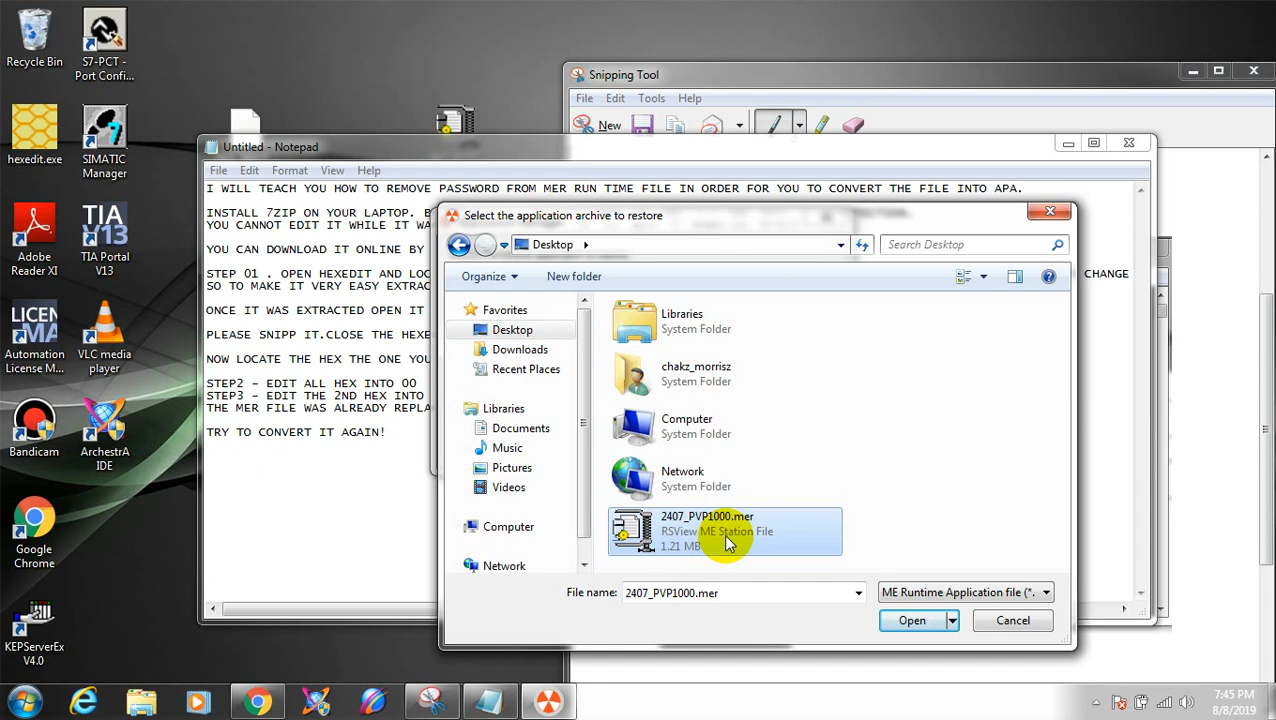 Recycle Bin
S7-PCT -
Port Confi...
hexedit.exe
SIMATIC
Manager
Adobe
Reader XI
TIA Portal
V13
Automation
License M...
VLC media
player
Bandicam
ArchestrA
IDE
Google
Chrome
KEPServerEx
V4.0
Snipping Tool
File Edit Tools Help
New
Untitled - Notepad
File Edit Format View Help
I WILL TEACH YOU HOW TO REMOVE PASSWORD FROM MER RUN TIME FILE IN ORDER FOR YOU TO CONVERT THE FILE INTO APA.
INSTALL 7ZIP ON YOUR LAPTOP.
YOU CANNOT EDIT IT WHILE IT WA
YOU CAN DOWNLOAD IT ONLINE BY
STEP 01 . OPEN HEXEDIT AND LOC CHANGE
SO TO MAKE IT VERY EASY EXTRAC
ONCE IT WAS EXTRACTED OPEN IT
PLEASE SNIPP IT.CLOSE THE HEXE
NOW LOCATE THE HEX THE ONE YOU
STEP2 - EDIT ALL HEX INTO 00
STEP3 - EDIT THE 2ND HEX INTO
THE MER FILE WAS ALREADY REPLA
TRY TO CONVERT IT AGAIN!
Select the application archive to restore
Desktop
Search Desktop
Organize
New folder
Favorites
Desktop
Downloads
Recent Places
Libraries
Documents
Music
Pictures
Videos
Computer
Network
Libraries
System Folder
chakz_morrisz
System Folder
Computer
System Folder
Network
System Folder
2407_PVP1000.mer
RSView ME Station File
1.21 MB
File name: 2407_PVP1000.mer
ME Runtime Application file (*.
Open
Cancel
7:45 PM
8/8/2019